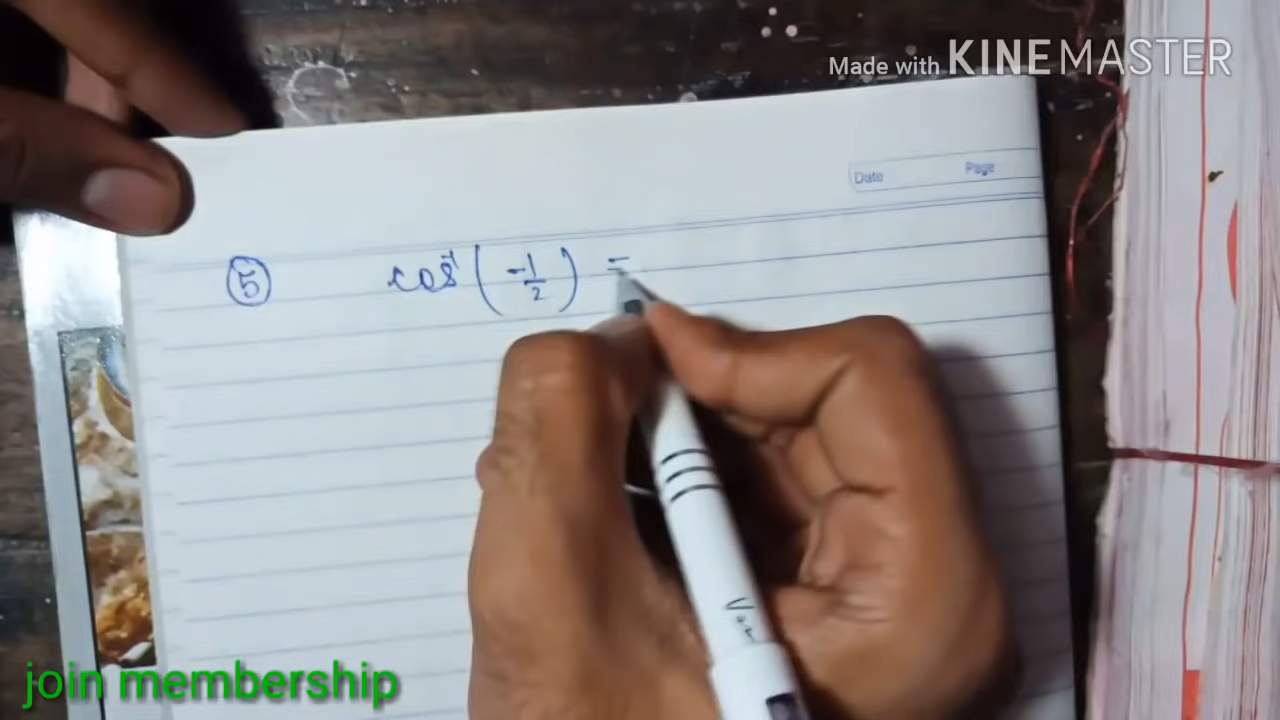 Made with KINEMASTER
Date Page
⑤ cos⁻¹ (-1/2) =
join membership